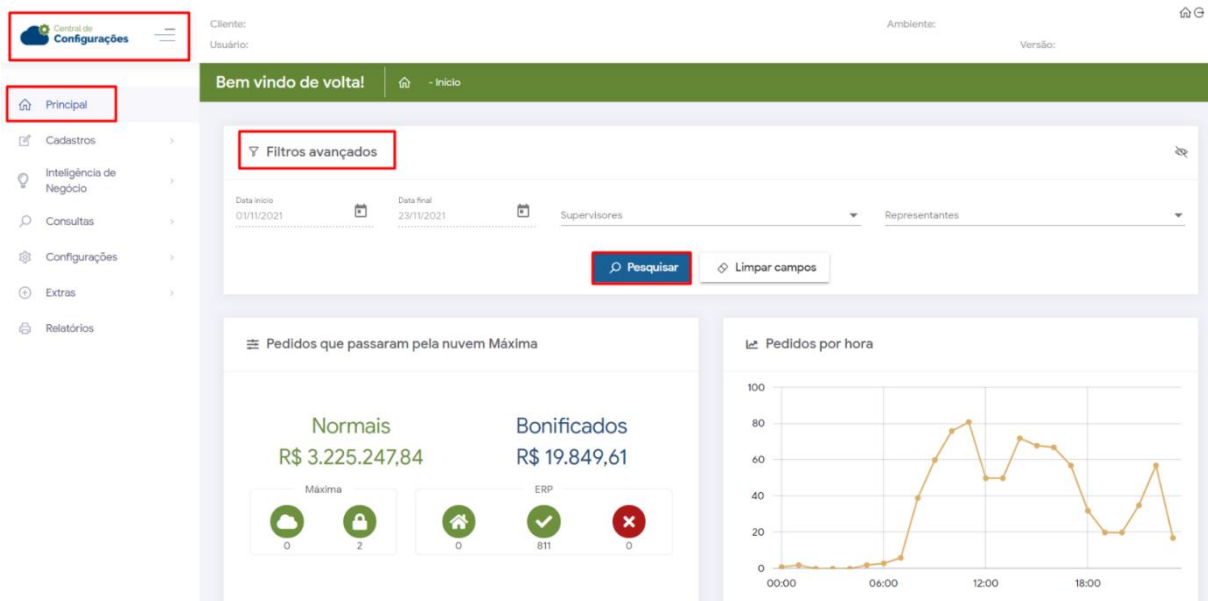 Central de
Configurações
Cliente:
Ambiente:
Usuário:
Versão:
Bem vindo de volta!
- Início
Principal
Cadastros
Inteligência de
Negócio
Consultas
Configurações
Extras
Relatórios
Filtros avançados
Data início
01/11/2021
Data final
23/11/2021
Supervisores
Representantes
Pesquisar
Limpar campos
Pedidos que passaram pela nuvem Máxima
Normais
R$ 3.225.247,84
Bonificados
R$ 19.849,61
Máxima
0
2
ERP
0
811
0
Pedidos por hora
100
80
60
40
20
0
00:00
06:00
12:00
18:00